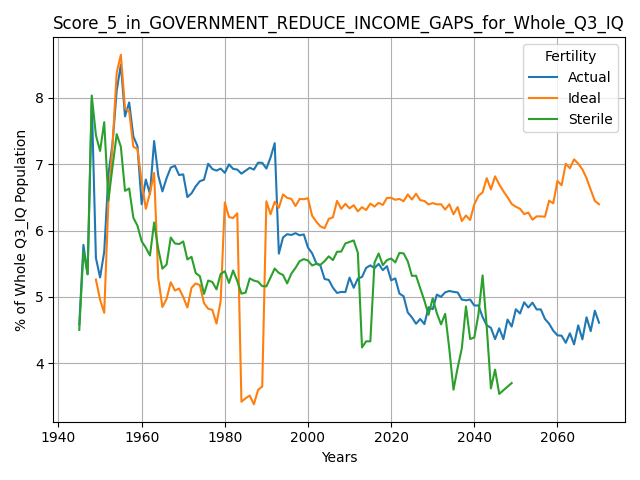 Score_5_in_GOVERNMENT_REDUCE_INCOME_GAPS_for_Whole_Q3_IQ
Fertility
Actual
Ideal
Sterile
% of Whole Q3_IQ Population
8
7
6
5
4
1940 1960 1980 2000 2020 2040 2060
Years